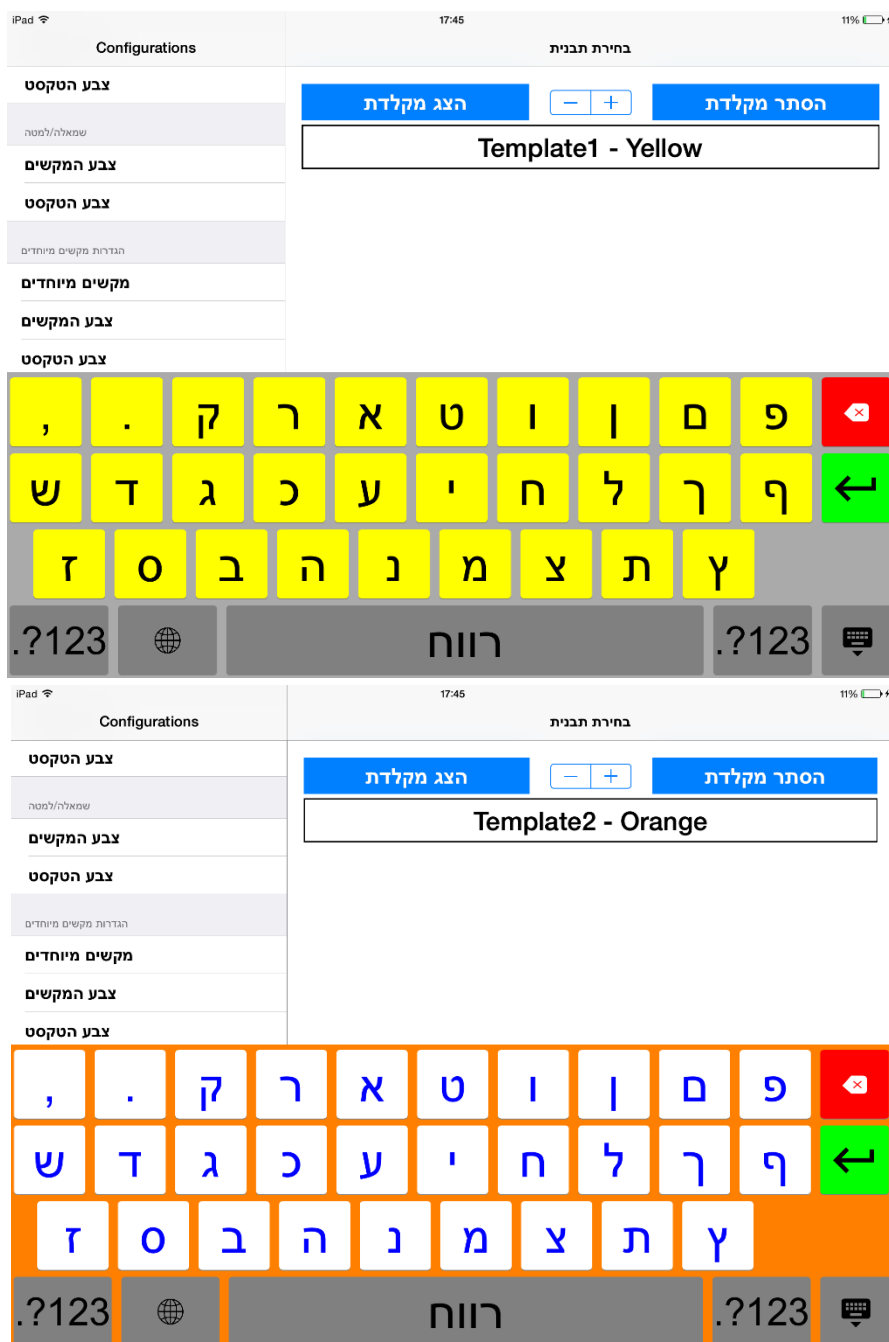 iPad 17:45 11%
Configurations
בחירת תבנית
צבע הטקסט
שמאלה/למטה
צבע המקשים
צבע הטקסט
הגדרות מקשים מיוחדים
מקשים מיוחדים
צבע המקשים
צבע הטקסט
הצג מקלדת − + הסתר מקלדת
Template1 - Yellow
, . ק ר א ט ו ן ם פ
ש ד ג כ ע י ח ל ך ף
ז ס ב ה נ מ צ ת ץ
.?123 רווח .?123
iPad 17:45 11%
Configurations
בחירת תבנית
צבע הטקסט
שמאלה/למטה
צבע המקשים
צבע הטקסט
הגדרות מקשים מיוחדים
מקשים מיוחדים
צבע המקשים
צבע הטקסט
הצג מקלדת − + הסתר מקלדת
Template2 - Orange
, . ק ר א ט ו ן ם פ
ש ד ג כ ע י ח ל ך ף
ז ס ב ה נ מ צ ת ץ
.?123 רווח .?123